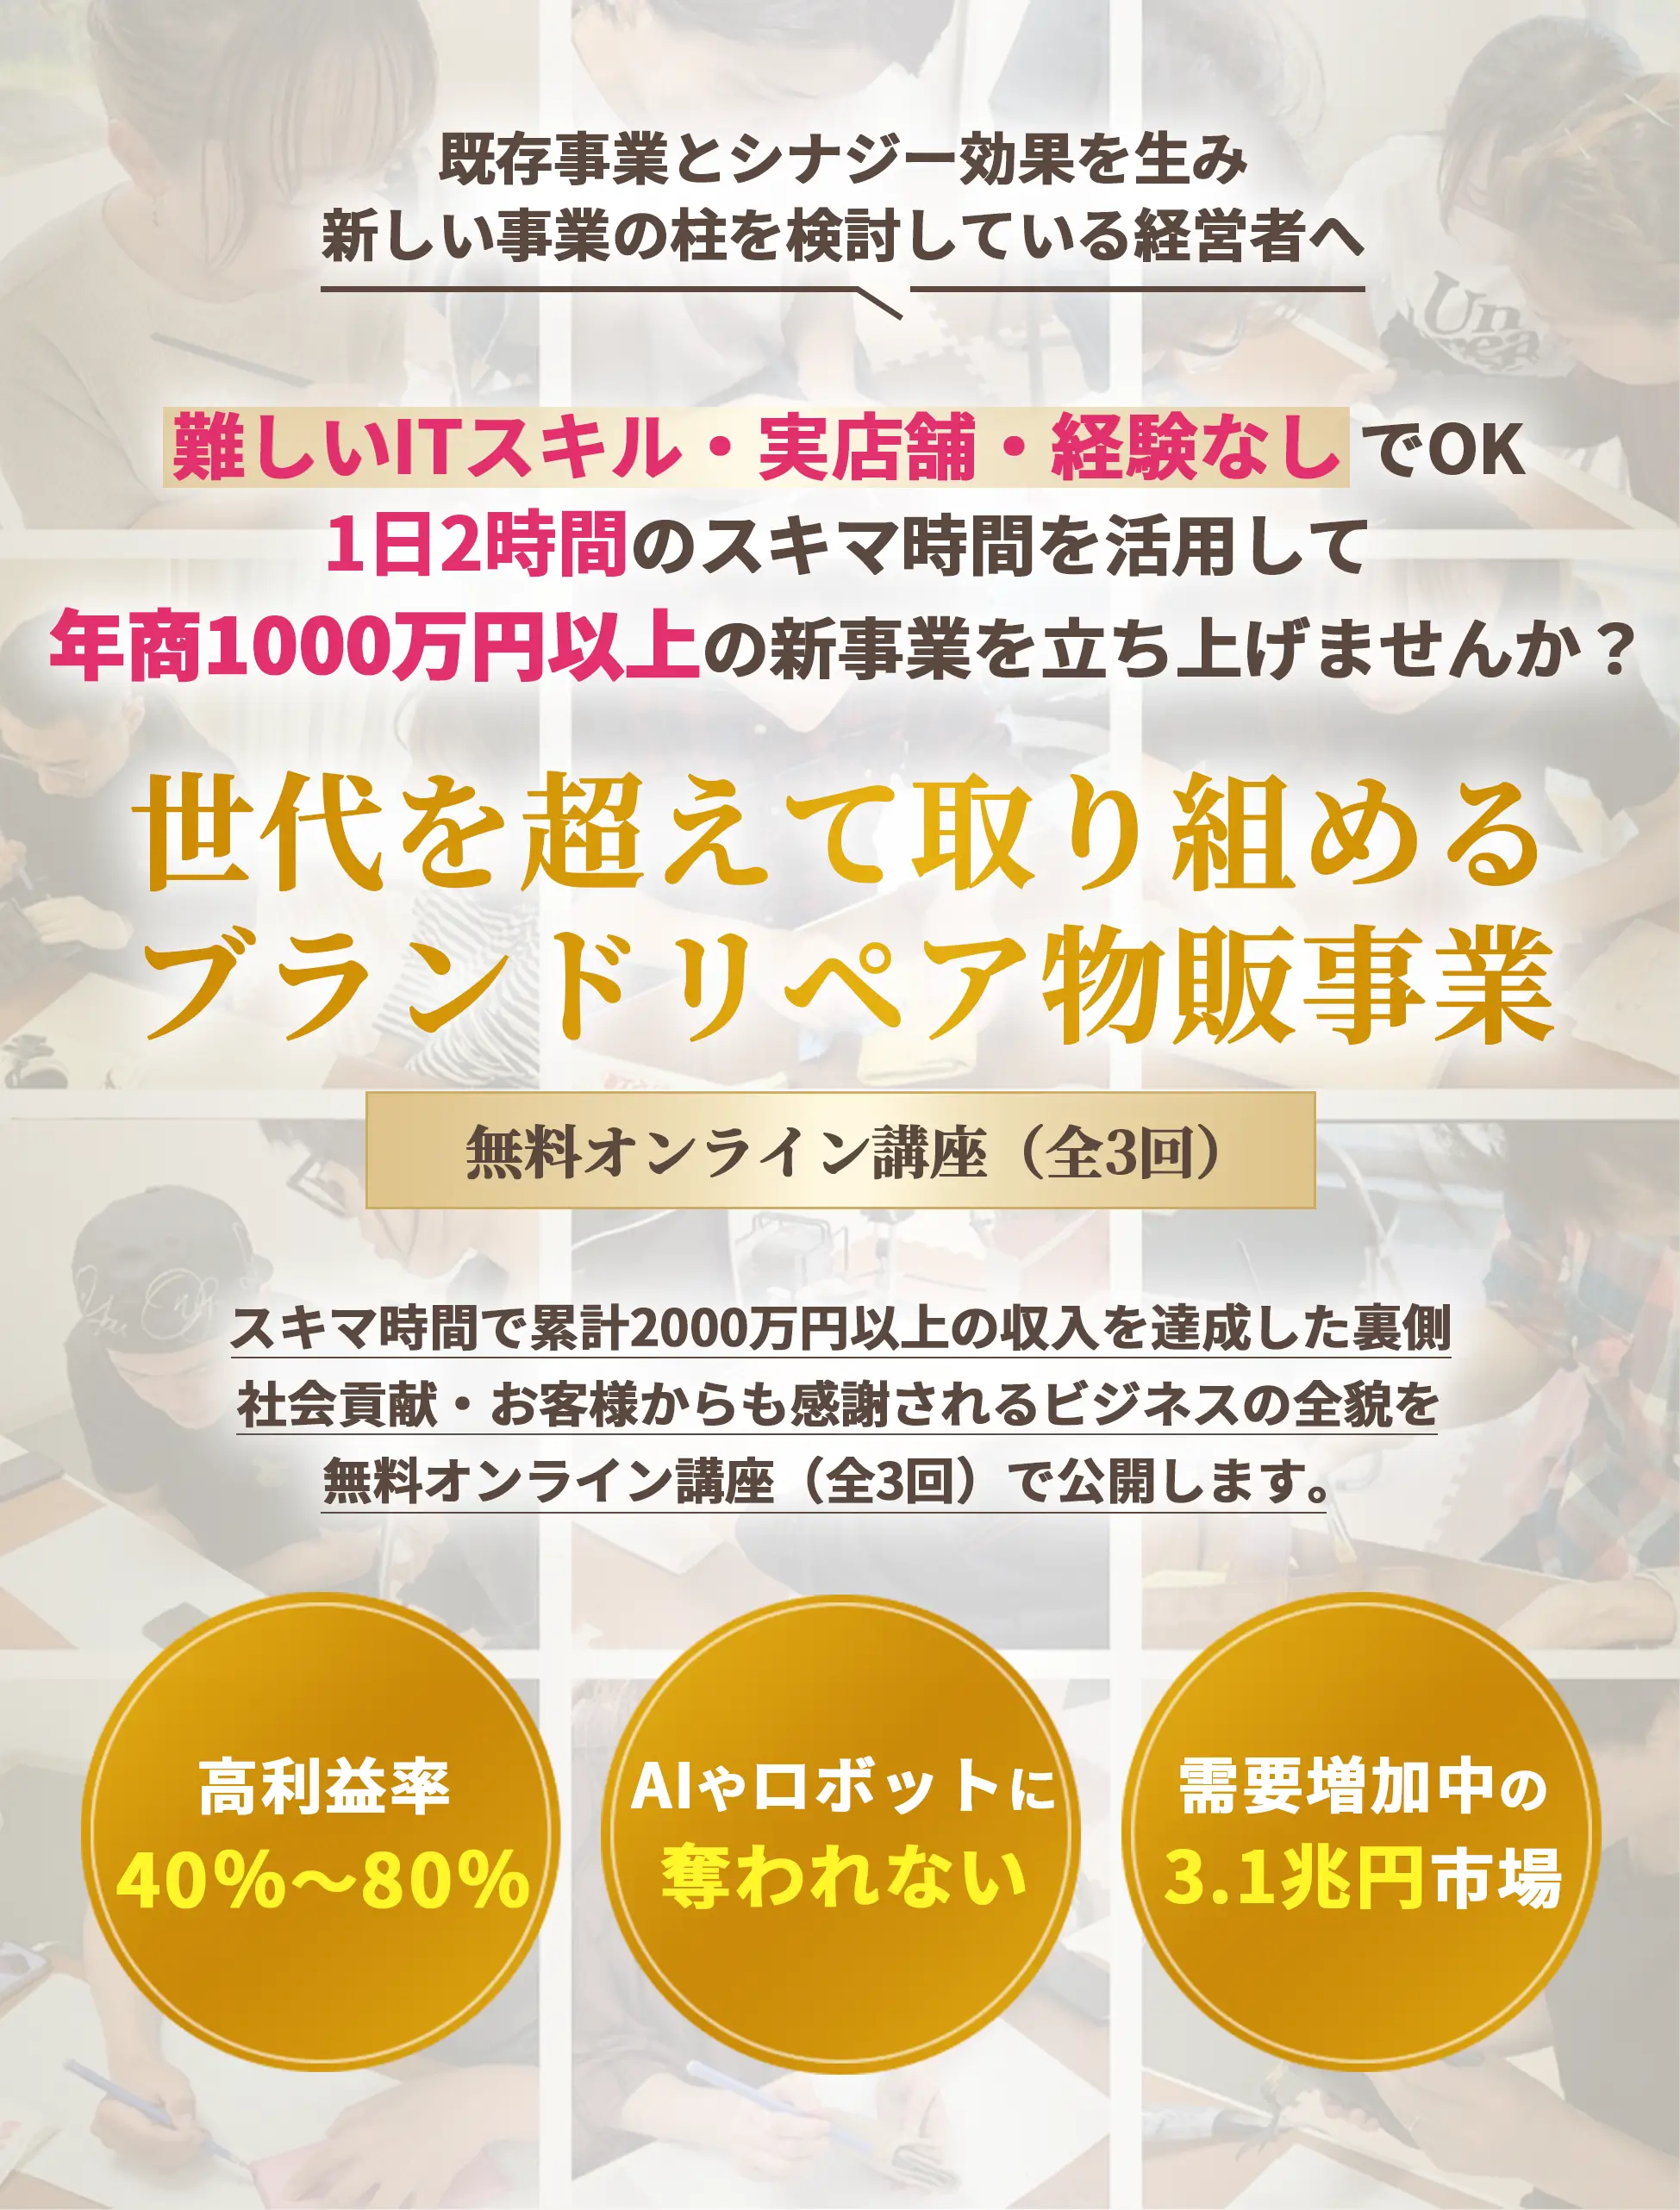 既存事業とシナジー効果を生み
新しい事業の柱を検討している経営者へ
難しいITスキル・実店舗・経験なしでOK
1日2時間のスキマ時間を活用して
年商1000万円以上の新事業を立ち上げませんか？
世代を超えて取り組める
ブランドリペア物販事業
無料オンライン講座（全3回）
スキマ時間で累計2000万円以上の収入を達成した裏側
社会貢献・お客様からも感謝されるビジネスの全貌を
無料オンライン講座（全3回）で公開します。
高利益率
40%〜80%
AIやロボットに
奪われない
需要増加中の
3.1兆円市場